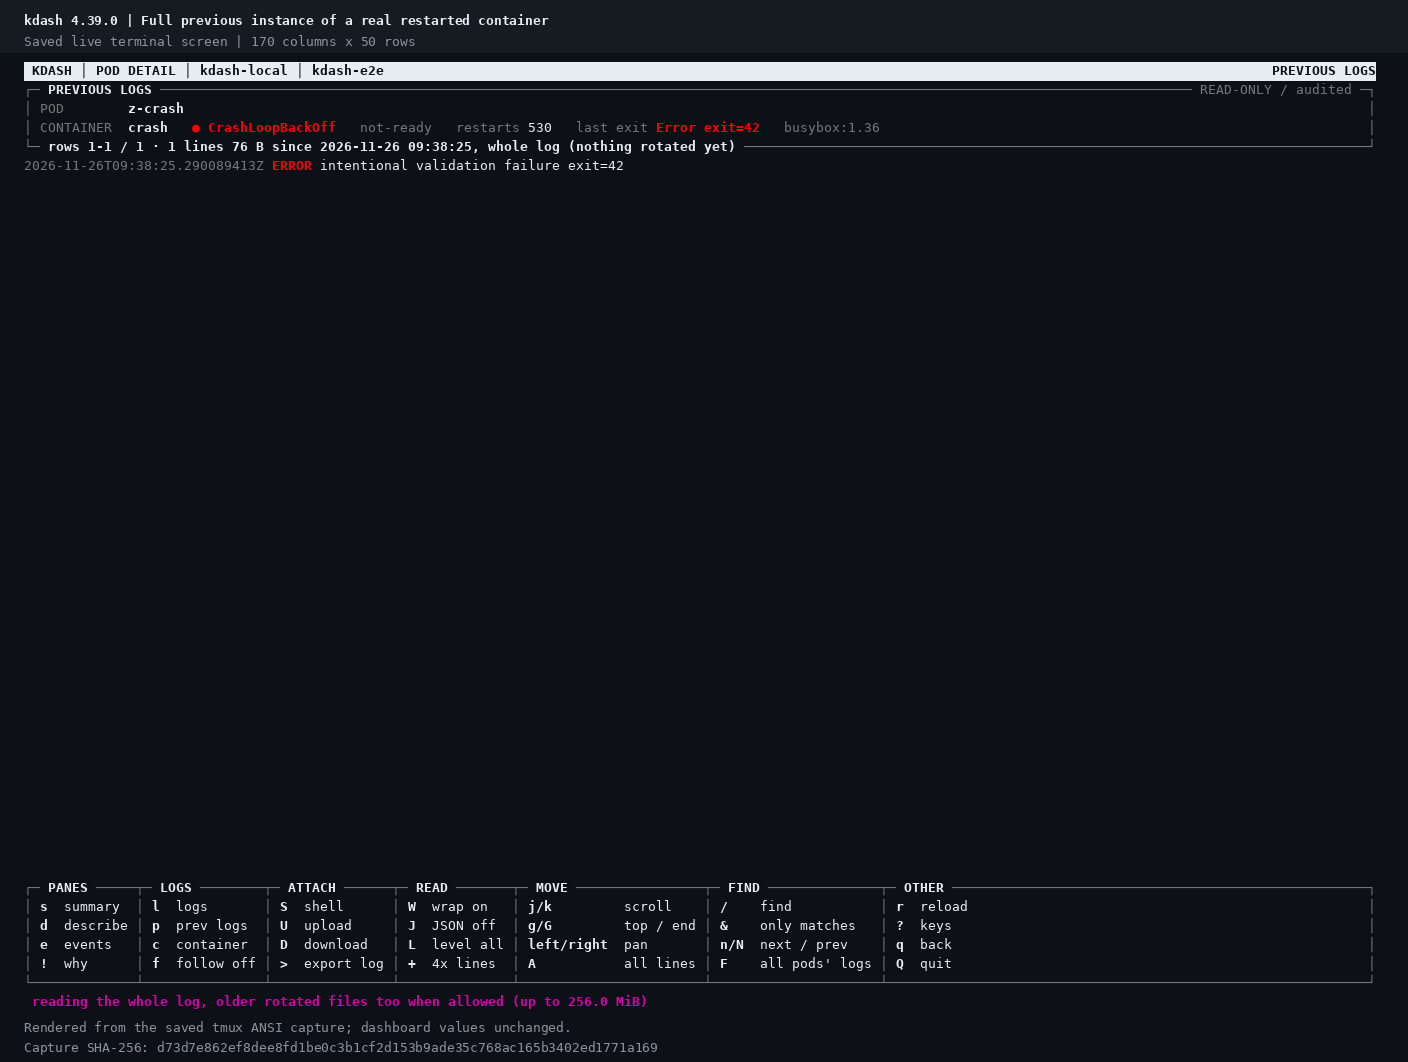 kdash 4.39.0 | Full previous instance of a real restarted container
Saved live terminal screen | 170 columns x 50 rows
KDASH │ POD DETAIL │ kdash-local │ kdash-e2e PREVIOUS LOGS
PREVIOUS LOGS READ-ONLY / audited
POD z-crash
CONTAINER crash ● CrashLoopBackOff not-ready restarts 530 last exit Error exit=42 busybox:1.36
rows 1-1 / 1 · 1 lines 76 B since 2026-11-26 09:38:25, whole log (nothing rotated yet)
2026-11-26T09:38:25.290089413Z ERROR intentional validation failure exit=42
PANES LOGS ATTACH READ MOVE FIND OTHER
s summary │ l logs │ S shell │ W wrap on │ j/k scroll │ / find │ r reload
d describe │ p prev logs │ U upload │ J JSON off │ g/G top / end │ & only matches │ ? keys
e events │ c container │ D download │ L level all │ left/right pan │ n/N next / prev │ q back
! why │ f follow off │ > export log │ + 4x lines │ A all lines │ F all pods' logs │ Q quit
reading the whole log, older rotated files too when allowed (up to 256.0 MiB)
Rendered from the saved tmux ANSI capture; dashboard values unchanged.
Capture SHA-256: d73d7e862ef8dee8fd1be0c3b1cf2d153b9ade35c768ac165b3402ed1771a169